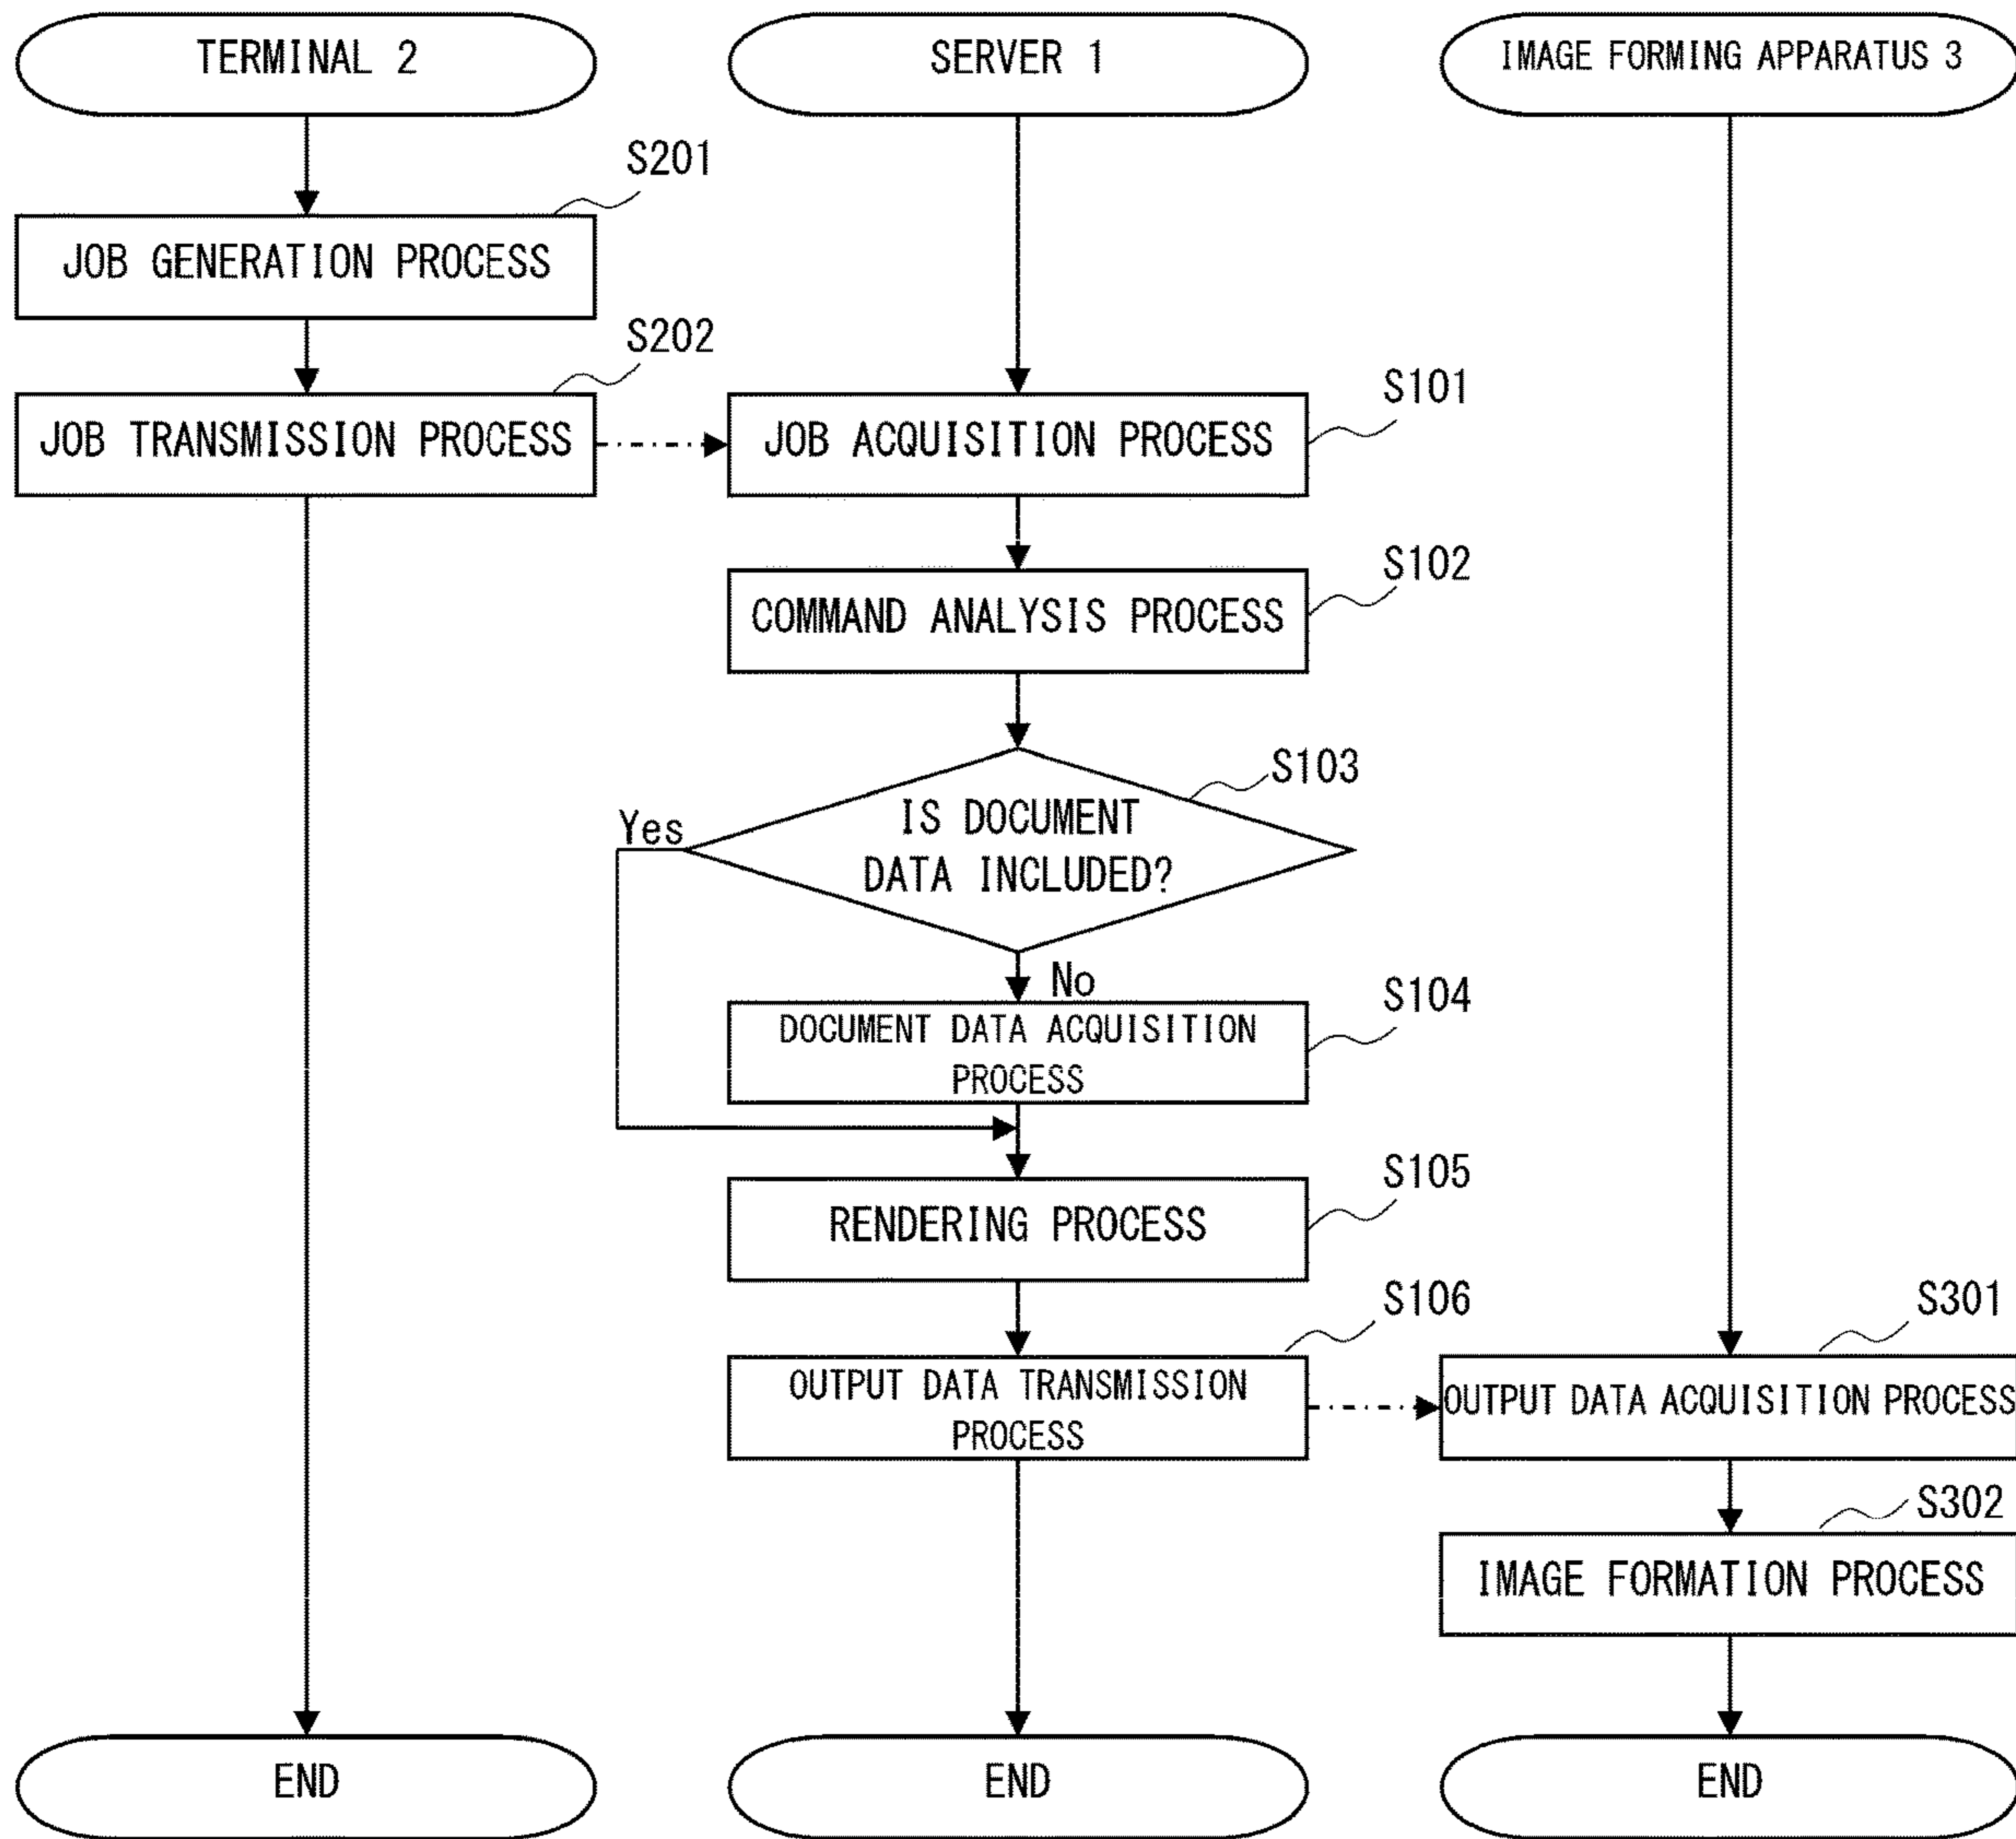 TERMINAL 2
SERVER 1
IMAGE FORMING APPARATUS 3
S201
JOB GENERATION PROCESS
S202
JOB TRANSMISSION PROCESS
S101
JOB ACQUISITION PROCESS
S102
COMMAND ANALYSIS PROCESS
S103
IS DOCUMENT
DATA INCLUDED?
Yes
No
S104
DOCUMENT DATA ACQUISITION
PROCESS
S105
RENDERING PROCESS
S106
OUTPUT DATA TRANSMISSION
PROCESS
S301
OUTPUT DATA ACQUISITION PROCESS
S302
IMAGE FORMATION PROCESS
END
END
END